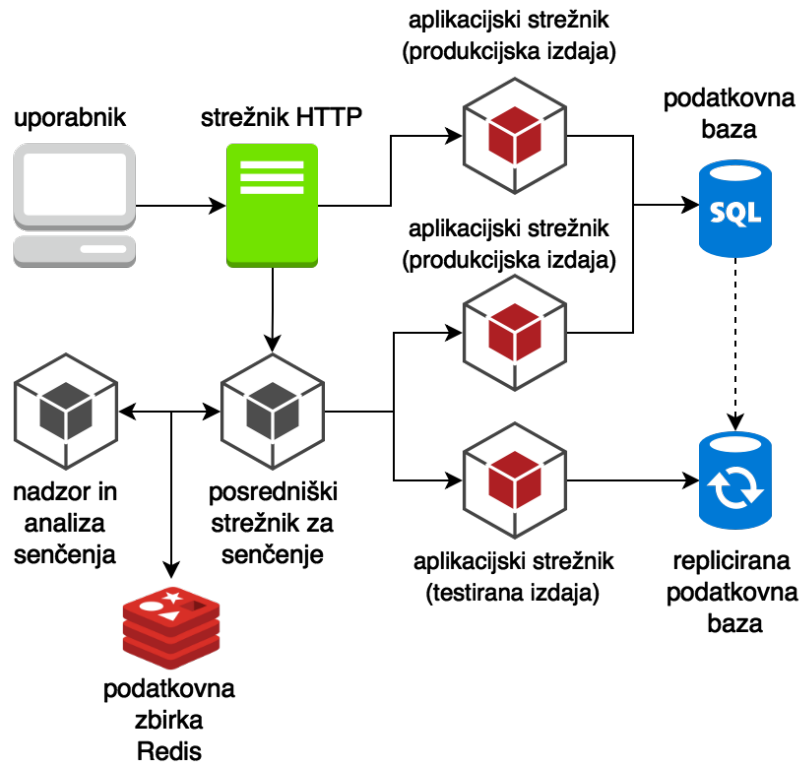 aplikacijski strežnik
(produkcijska izdaja)
uporabnik
strežnik HTTP
podatkovna
baza
SQL
aplikacijski strežnik
(produkcijska izdaja)
nadzor in
analiza
senčenja
posredniški
strežnik za
senčenje
aplikacijski strežnik
(testirana izdaja)
replicirana
podatkovna
baza
podatkovna
zbirka
Redis